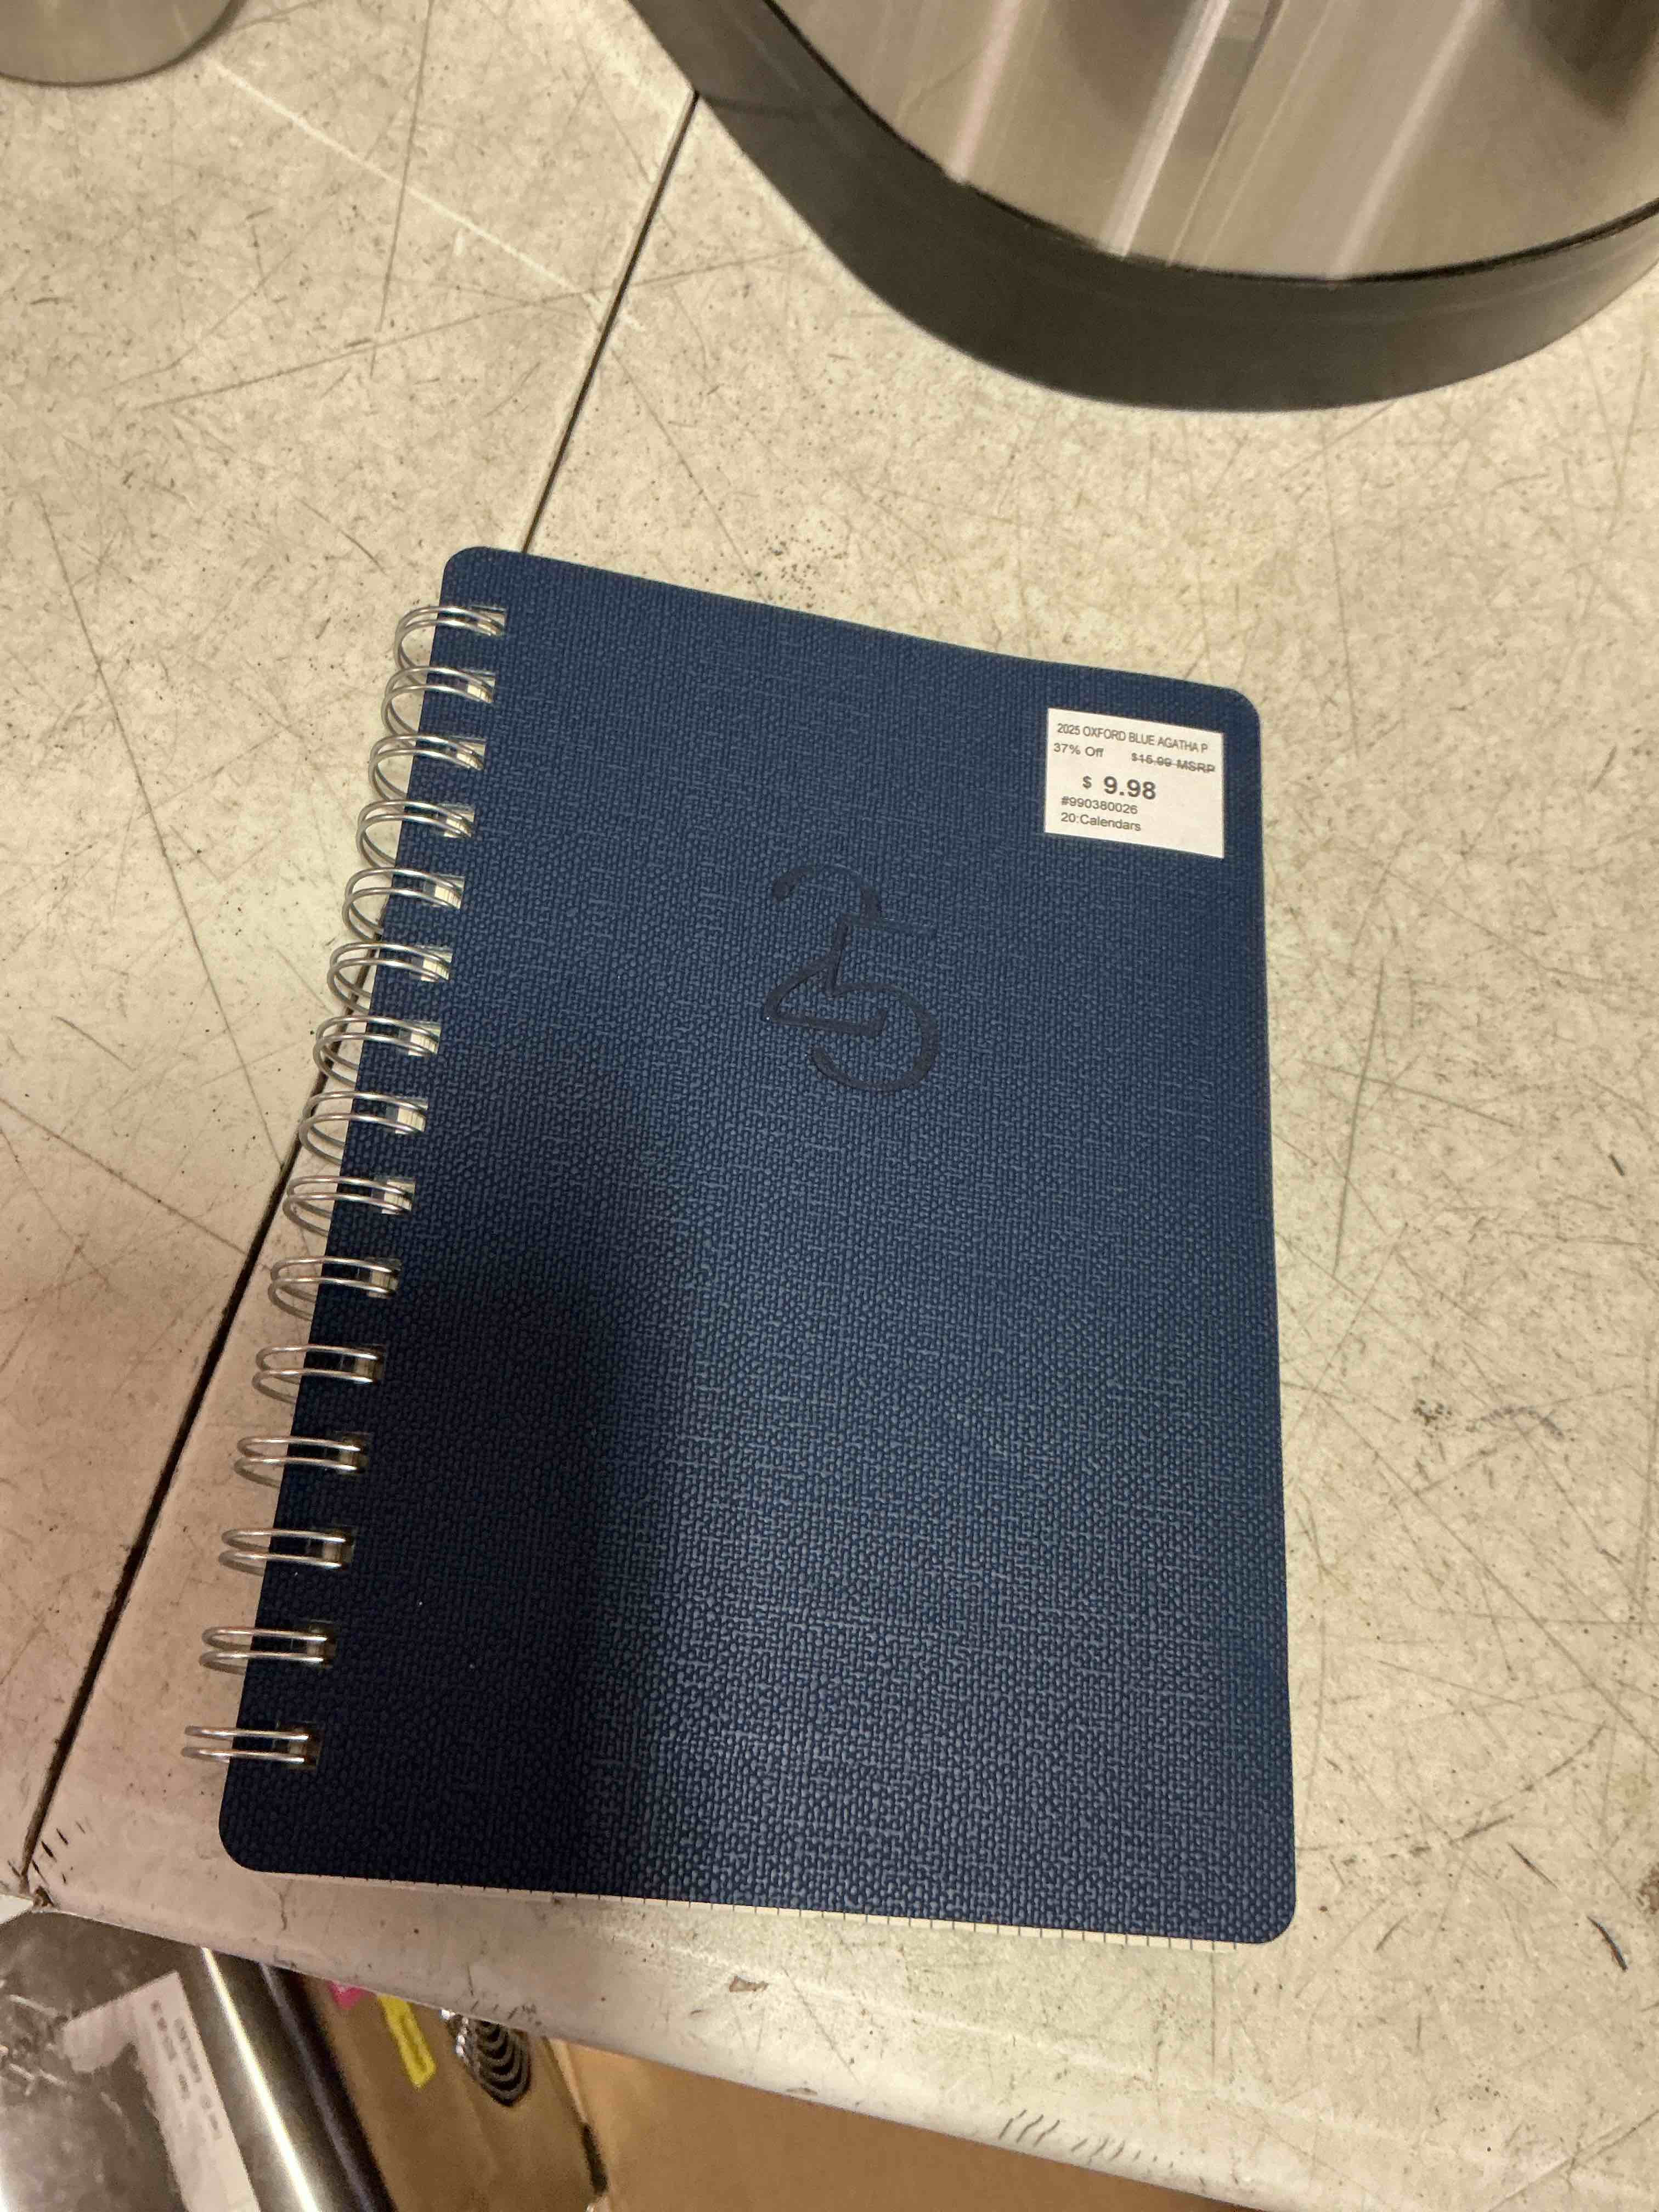 2025 OXFORD BLUE AGATHA P
37% Off $15.99 MSRP
$ 9.98
#990380026
20:Calendars
25